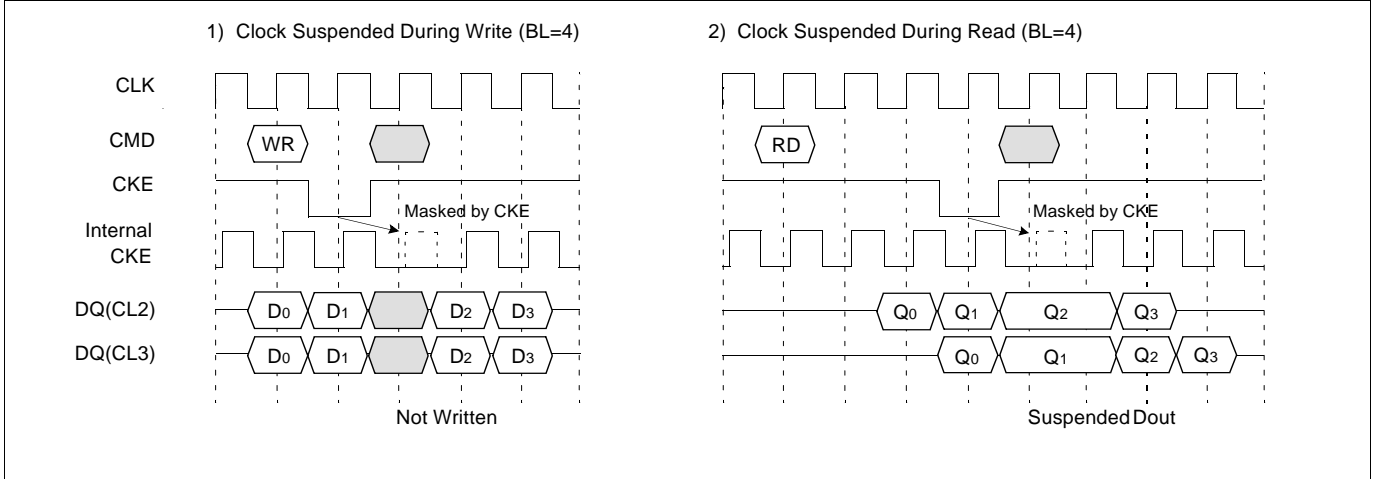 1) Clock Suspended During Write (BL=4)
2) Clock Suspended During Read (BL=4)
CLK
CMD
WR
RD
CKE
Masked by CKE
Masked by CKE
Internal
CKE
DQ(CL2)
D0 D1 D2 D3
Q0 Q1 Q2 Q3
DQ(CL3)
D0 D1 D2 D3
Q0 Q1 Q2 Q3
Not Written
Suspended Dout